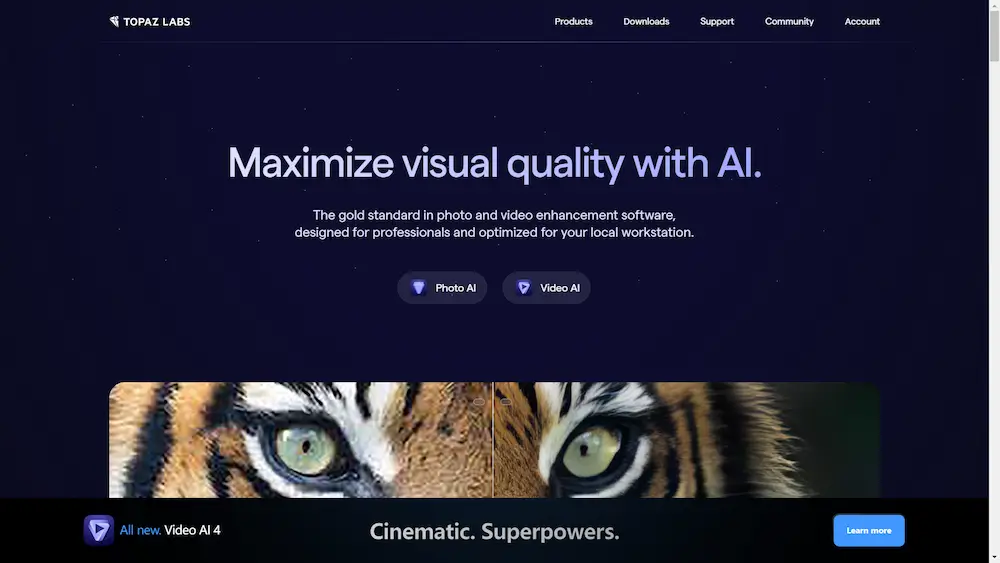 TOPAZ LABS
Products Downloads Support Community Account
Maximize visual quality with AI.
The gold standard in photo and video enhancement software,
designed for professionals and optimized for your local workstation.
Photo AI Video AI
All new. Video AI 4 Cinematic. Superpowers. Learn more